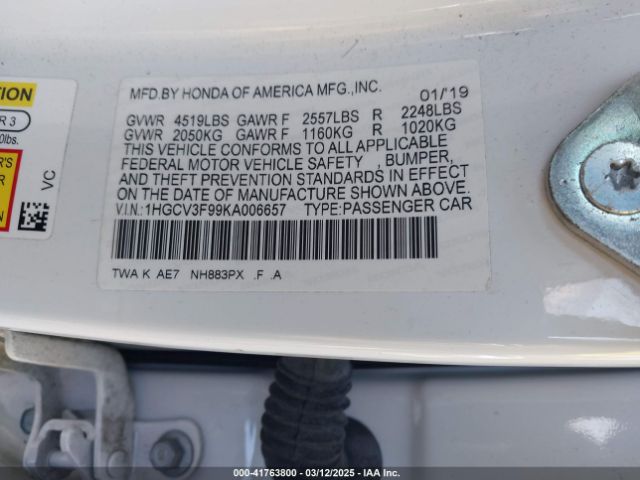 TION
R 3
0lbs.
R'S
R
VC
MFD.BY HONDA OF AMERICA MFG.,INC. 01/'19
GVWR 4519LBS GAWR F 2557LBS R 2248LBS
GVWR 2050KG GAWR F 1160KG R 1020KG
THIS VEHICLE CONFORMS TO ALL APPLICABLE
FEDERAL MOTOR VEHICLE SAFETY , BUMPER,
AND THEFT PREVENTION STANDARDS IN EFFECT
ON THE DATE OF MANUFACTURE SHOWN ABOVE.
V.I.N.:1HGCV3F99KA006657 TYPE:PASSENGER CAR
TWA K AE7 NH883PX .F .A
000-41763800 - 03/12/2025 - IAA Inc.